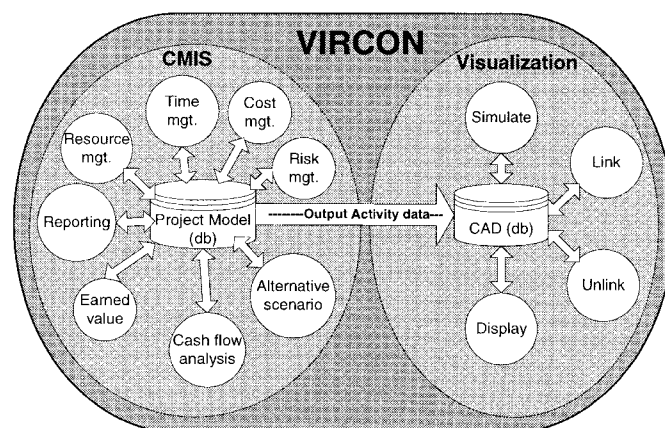 VIRCON
CMIS
Visualization
Time
mgt.
Cost
mgt.
Resource
mgt.
Risk
mgt.
Reporting
Project Model
(db)
-------Output Activity data---
Earned
value
Cash flow
analysis
Alternative
scenario
Simulate
Link
CAD (db)
Unlink
Display